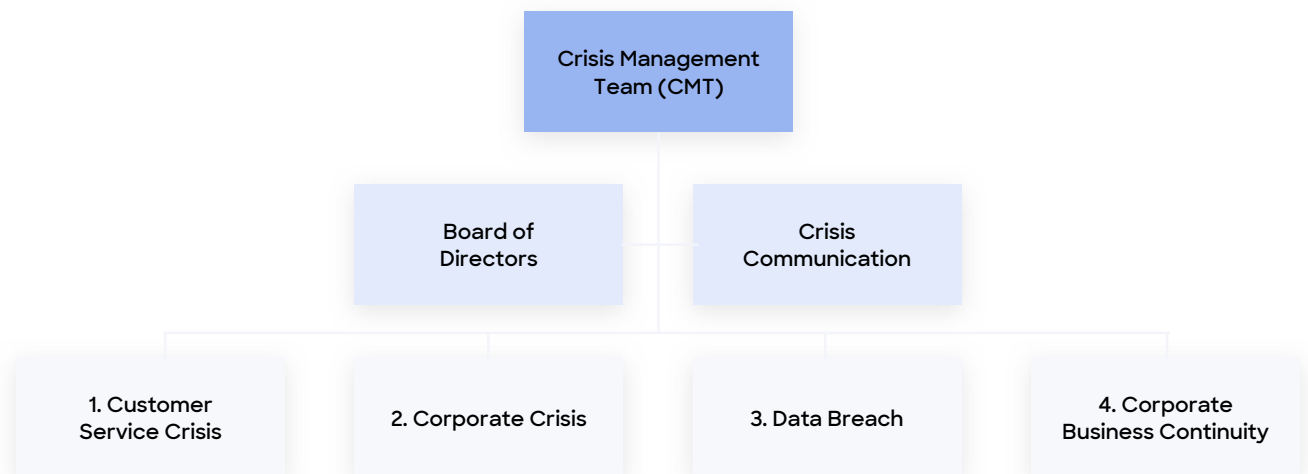 Crisis Management
Team (CMT)
Board of
Directors
Crisis
Communication
1. Customer
Service Crisis
2. Corporate Crisis
3. Data Breach
4. Corporate
Business Continuity